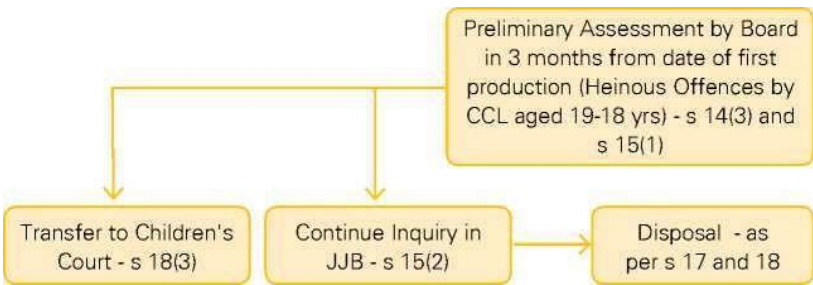 Preliminary Assessment by Board
in 3 months from date of first
production (Heinous Offences by
CCL aged 19-18 yrs) - s 14(3) and
s 15(1)
Transfer to Children's
Court - s 18(3)
Continue Inquiry in
JJB - s 15(2)
Disposal - as
per s 17 and 18